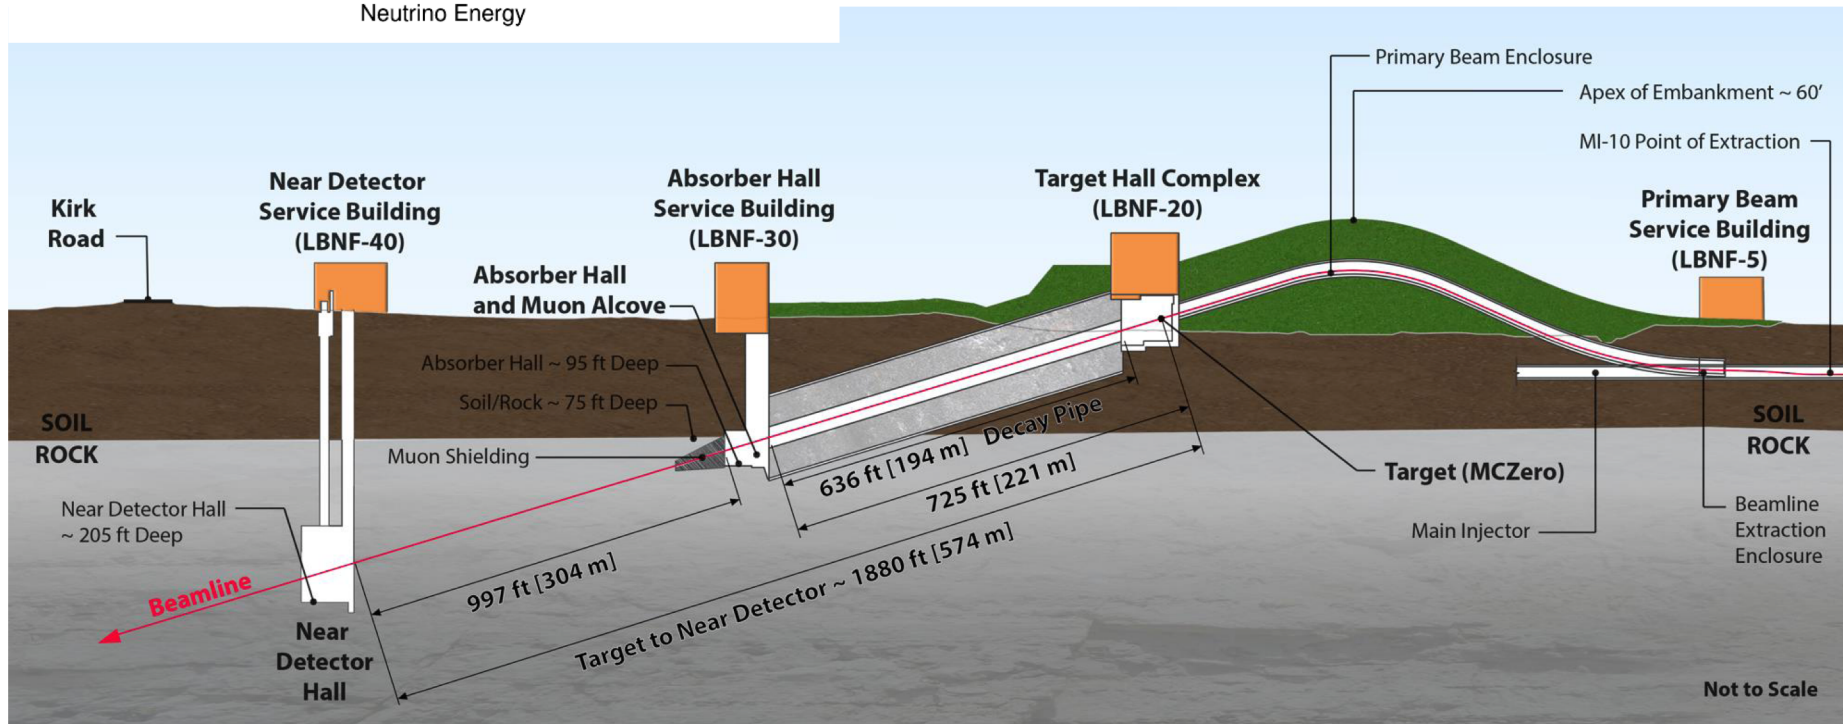 Neutrino Energy
Primary Beam Enclosure
Apex of Embankment ~ 60’
MI-10 Point of Extraction
Kirk
Road
Near Detector
Service Building
(LBNF-40)
Absorber Hall
Service Building
(LBNF-30)
Target Hall Complex
(LBNF-20)
Primary Beam
Service Building
(LBNF-5)
Absorber Hall
and Muon Alcove
Absorber Hall ~ 95 ft Deep
Soil/Rock ~ 75 ft Deep
SOIL
ROCK
Muon Shielding
SOIL
ROCK
636 ft [194 m] Decay Pipe
725 ft [221 m]
Target (MCZero)
Near Detector Hall
~ 205 ft Deep
Main Injector
Beamline
Extraction
Enclosure
Beamline
997 ft [304 m]
Target to Near Detector ~ 1880 ft [574 m]
Near
Detector
Hall
Not to Scale